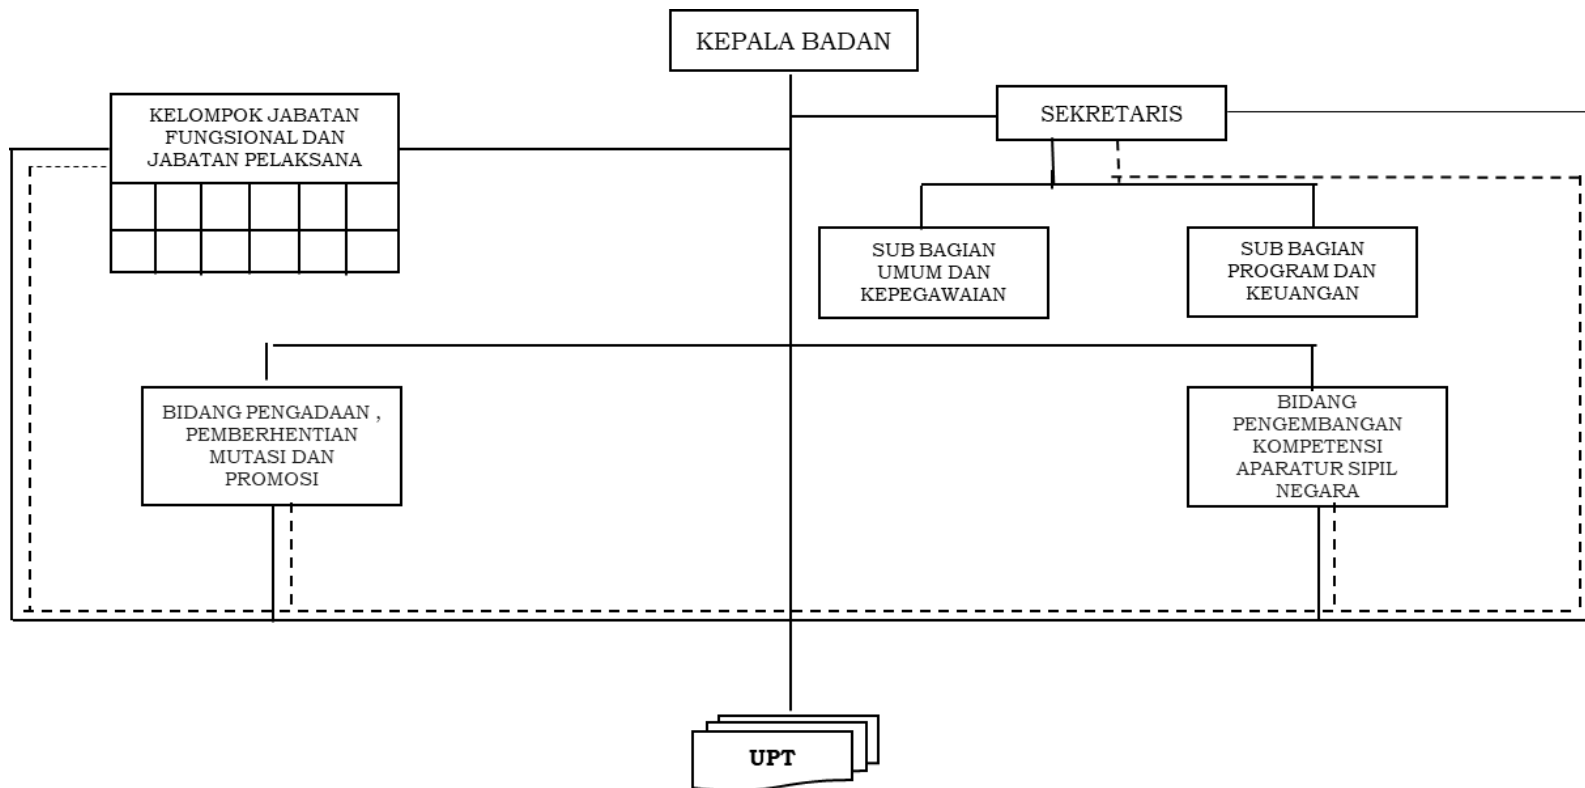 KEPALA BADAN
KELOMPOK JABATAN
FUNGSIONAL DAN
JABATAN PELAKSANA
SEKRETARIS
SUB BAGIAN
UMUM DAN
KEPEGAWAIAN
SUB BAGIAN
PROGRAM DAN
KEUANGAN
BIDANG PENGADAAN ,
PEMBERHENTIAN
MUTASI DAN
PROMOSI
BIDANG
PENGEMBANGAN
KOMPETENSI
APARATUR SIPIL
NEGARA
UPT